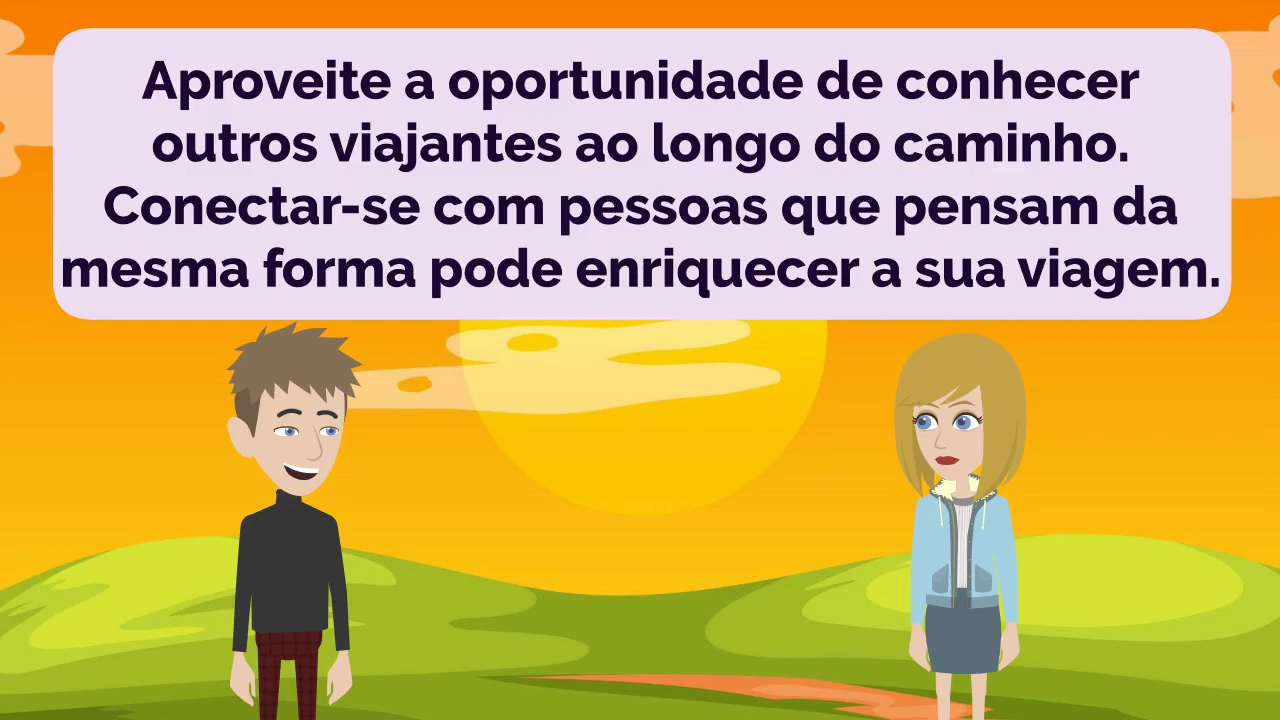 Aproveite a oportunidade de conhecer
outros viajantes ao longo do caminho.
Conectar-se com pessoas que pensam da
mesma forma pode enriquecer a sua viagem.